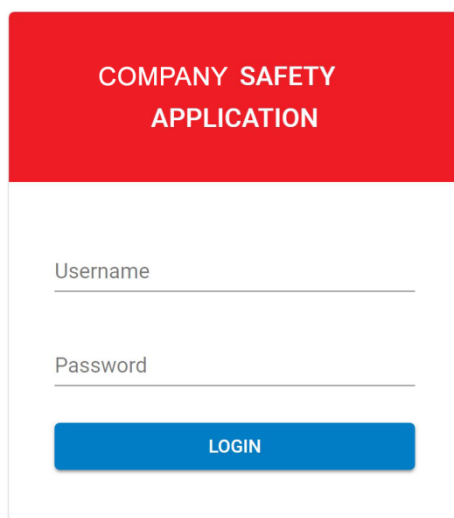 COMPANY SAFETY
APPLICATION
Username
Password
LOGIN